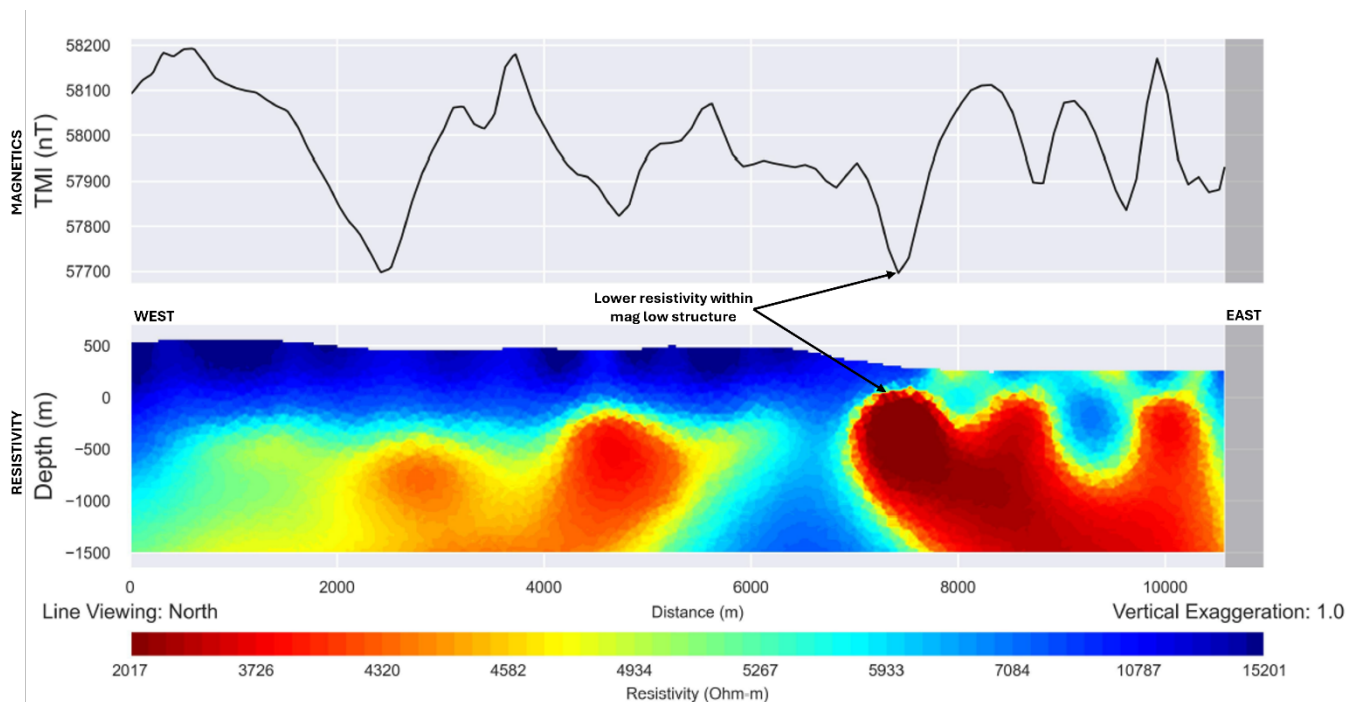 MAGNETICS
TMI (nT)
58200
58100
58000
57900
57800
57700
Lower resistivity within
mag low structure
WEST
EAST
RESISTIVITY
Depth (m)
500
0
−500
−1000
−1500
0 2000 4000 6000 8000 10000
Line Viewing: North
Distance (m)
Vertical Exaggeration: 1.0
2017 3726 4320 4582 4934 5267 5933 7084 10787 15201
Resistivity (Ohm-m)